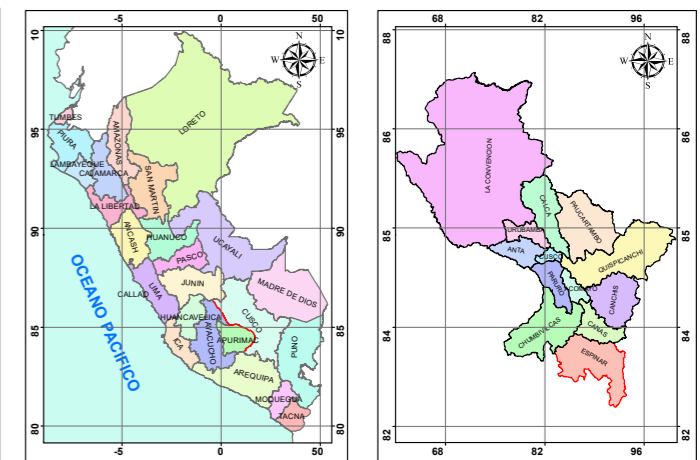 -5 0 50
10 10
N
W E
S
TUMBES
PIURA
AMAZONAS
LORETO
LAMBAYEQUE
CAJAMARCA
SAN MARTIN
95 95
LA LIBERTAD
ANCASH
HUANUCO
UCAYALI
90 90
PASCO
JUNIN
LIMA
CALLAO
MADRE DE DIOS
OCEANO PACIFICO
HUANCAVELICA
CUSCO
AYACUCHO
APURIMAC
ICA
PUNO
85 85
AREQUIPA
MOQUEGUA
TACNA
80 80
-5 0 50
68 82 96
88 88
N
W E
S
86 86
LA CONVENCION
CALCA
PAUCARTAMBO
URUBAMBA
85 85
ANTA
CUSCO
QUISPICANCHI
PARURO
ACOMAYO
CANCHIS
CHUMBIVILCAS
CANAS
84 84
ESPINAR
82 82
68 82 96